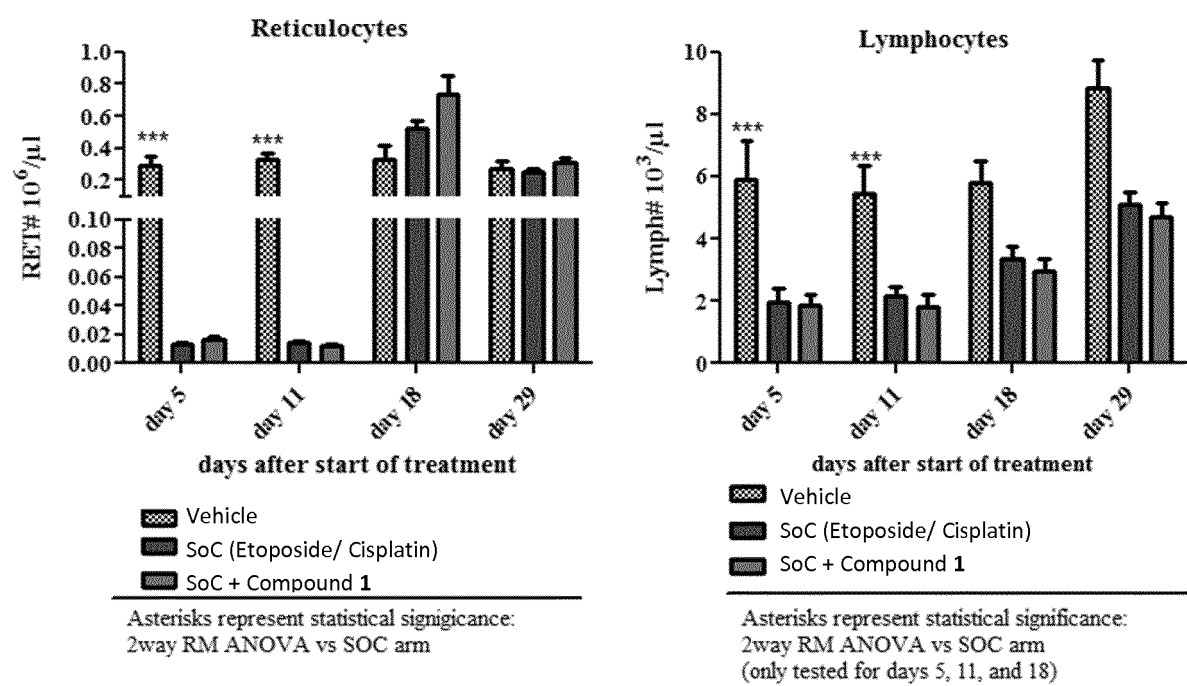 Reticulocytes
RET# 10^6/µl
1.0
0.8
0.6
0.4
0.2
0.10
0.08
0.06
0.04
0.02
0.00
***
***
day 5
day 11
day 18
day 29
days after start of treatment
Vehicle
SoC (Etoposide/ Cisplatin)
SoC + Compound 1
Asterisks represent statistical signigicance:
2way RM ANOVA vs SOC arm
Lymphocytes
Lymph# 10^3/µl
10
8
6
4
2
0
***
***
day 5
day 11
day 18
day 29
days after start of treatment
Vehicle
SoC (Etoposide/ Cisplatin)
SoC + Compound 1
Asterisks represent statistical significance:
2way RM ANOVA vs SOC arm
(only tested for days 5, 11, and 18)